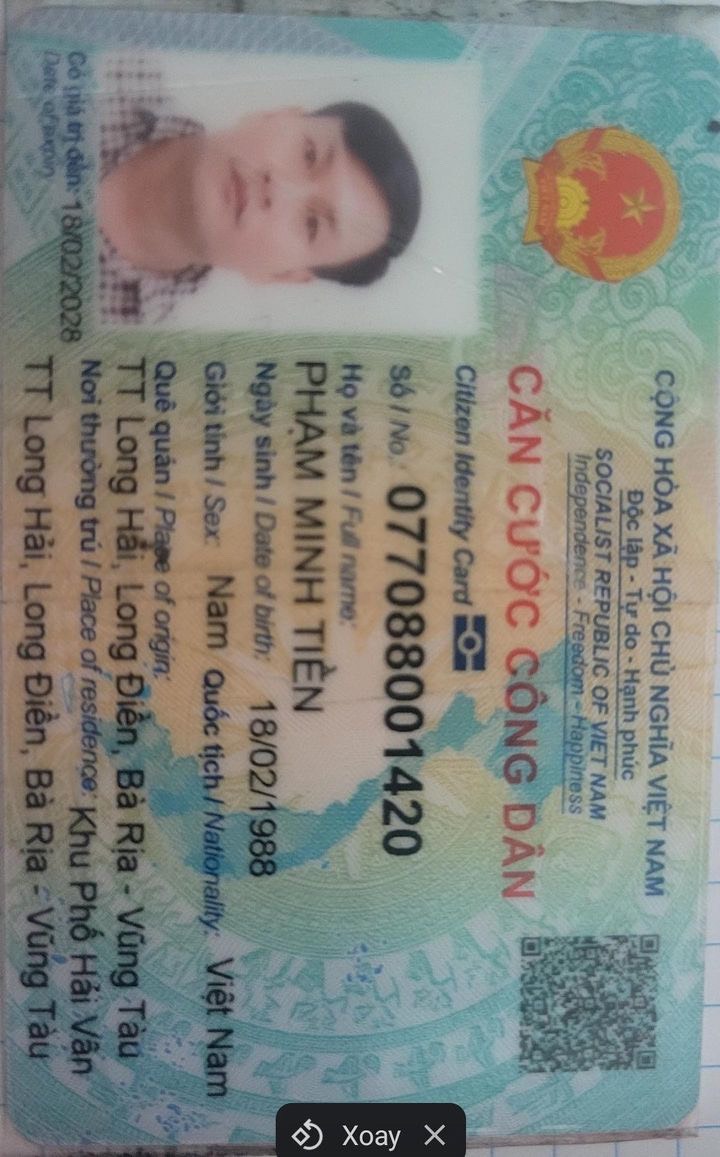 CỘNG HÒA XÃ HỘI CHỦ NGHĨA VIỆT NAM
Độc lập - Tự do - Hạnh phúc
SOCIALIST REPUBLIC OF VIET NAM
Independence - Freedom - Happiness
CĂN CƯỚC CÔNG DÂN
Citizen Identity Card
Số / No.: 077088001420
Họ và tên / Full name:
PHẠM MINH TIỀN
Ngày sinh / Date of birth: 18/02/1988
Giới tính / Sex: Nam Quốc tịch / Nationality: Việt Nam
Quê quán / Place of origin:
TT Long Hải, Long Điền, Bà Rịa - Vũng Tàu
Nơi thường trú / Place of residence: Khu Phố Hải Vân
TT Long Hải, Long Điền, Bà Rịa - Vũng Tàu
Có giá trị đến: 18/02/2028
Date of expiry
Xoay